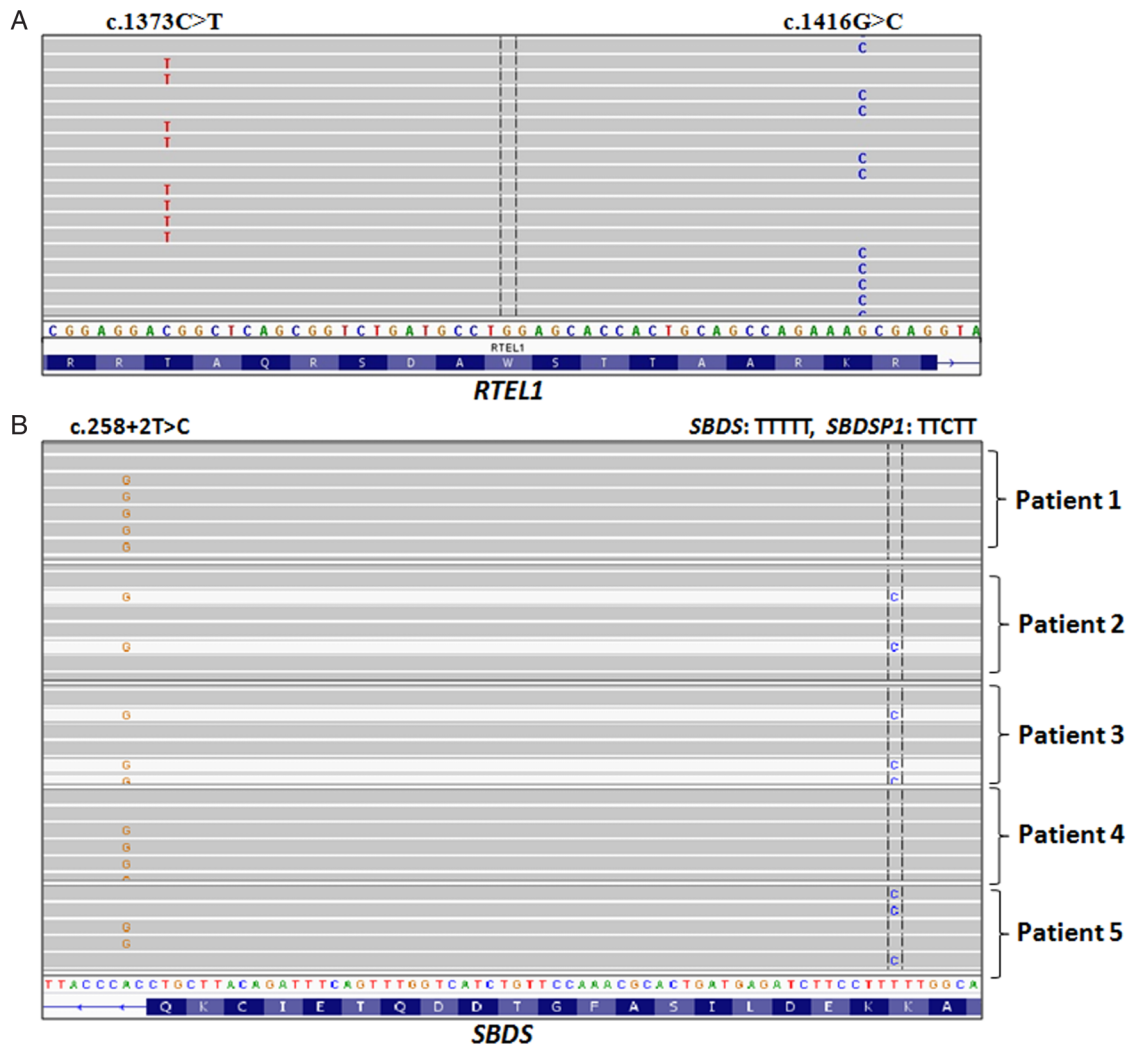 A
c.1373C>T c.1416G>C
C
T
T
C
C
T
T
C
C
T
T
T
T
C
C
C
C
C
CGGAGGACGGCTCAGCGGTCTGATGCCTGGAGCACCACTGCAGCCAGAAAGCGAGGTA
RTEL1
R R T A Q R S D A W S T T A A R K R
RTEL1
B
c.258+2T>C SBDS: TTTTT, SBDSP1: TTCTT
G
G Patient 1
G
G
G
G C
Patient 2
G C
G C
Patient 3
G C
G C
G Patient 4
G
G
G
C
C
G Patient 5
G
C
TTACCCACCTGCTTACAGATTTCAGTTTGGTCATCTGTTCCAAACGCACTGATGAGATCTTCCTTTTTGGCA
Q K C I E T Q D D T G F A S I L D E K K A
SBDS